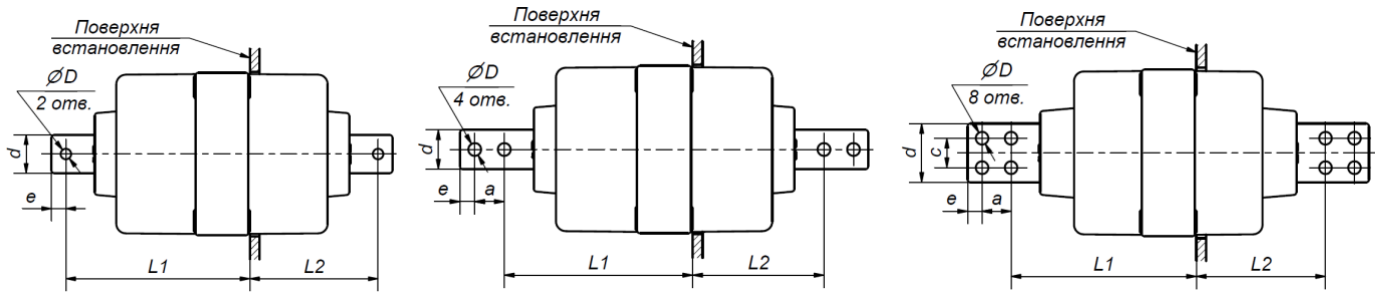 Поверхня
встановлення
ØD
2 отв.
d
e
L1
L2
Поверхня
встановлення
ØD
4 отв.
d
e
a
L1
L2
Поверхня
встановлення
ØD
8 отв.
d
c
e
a
L1
L2